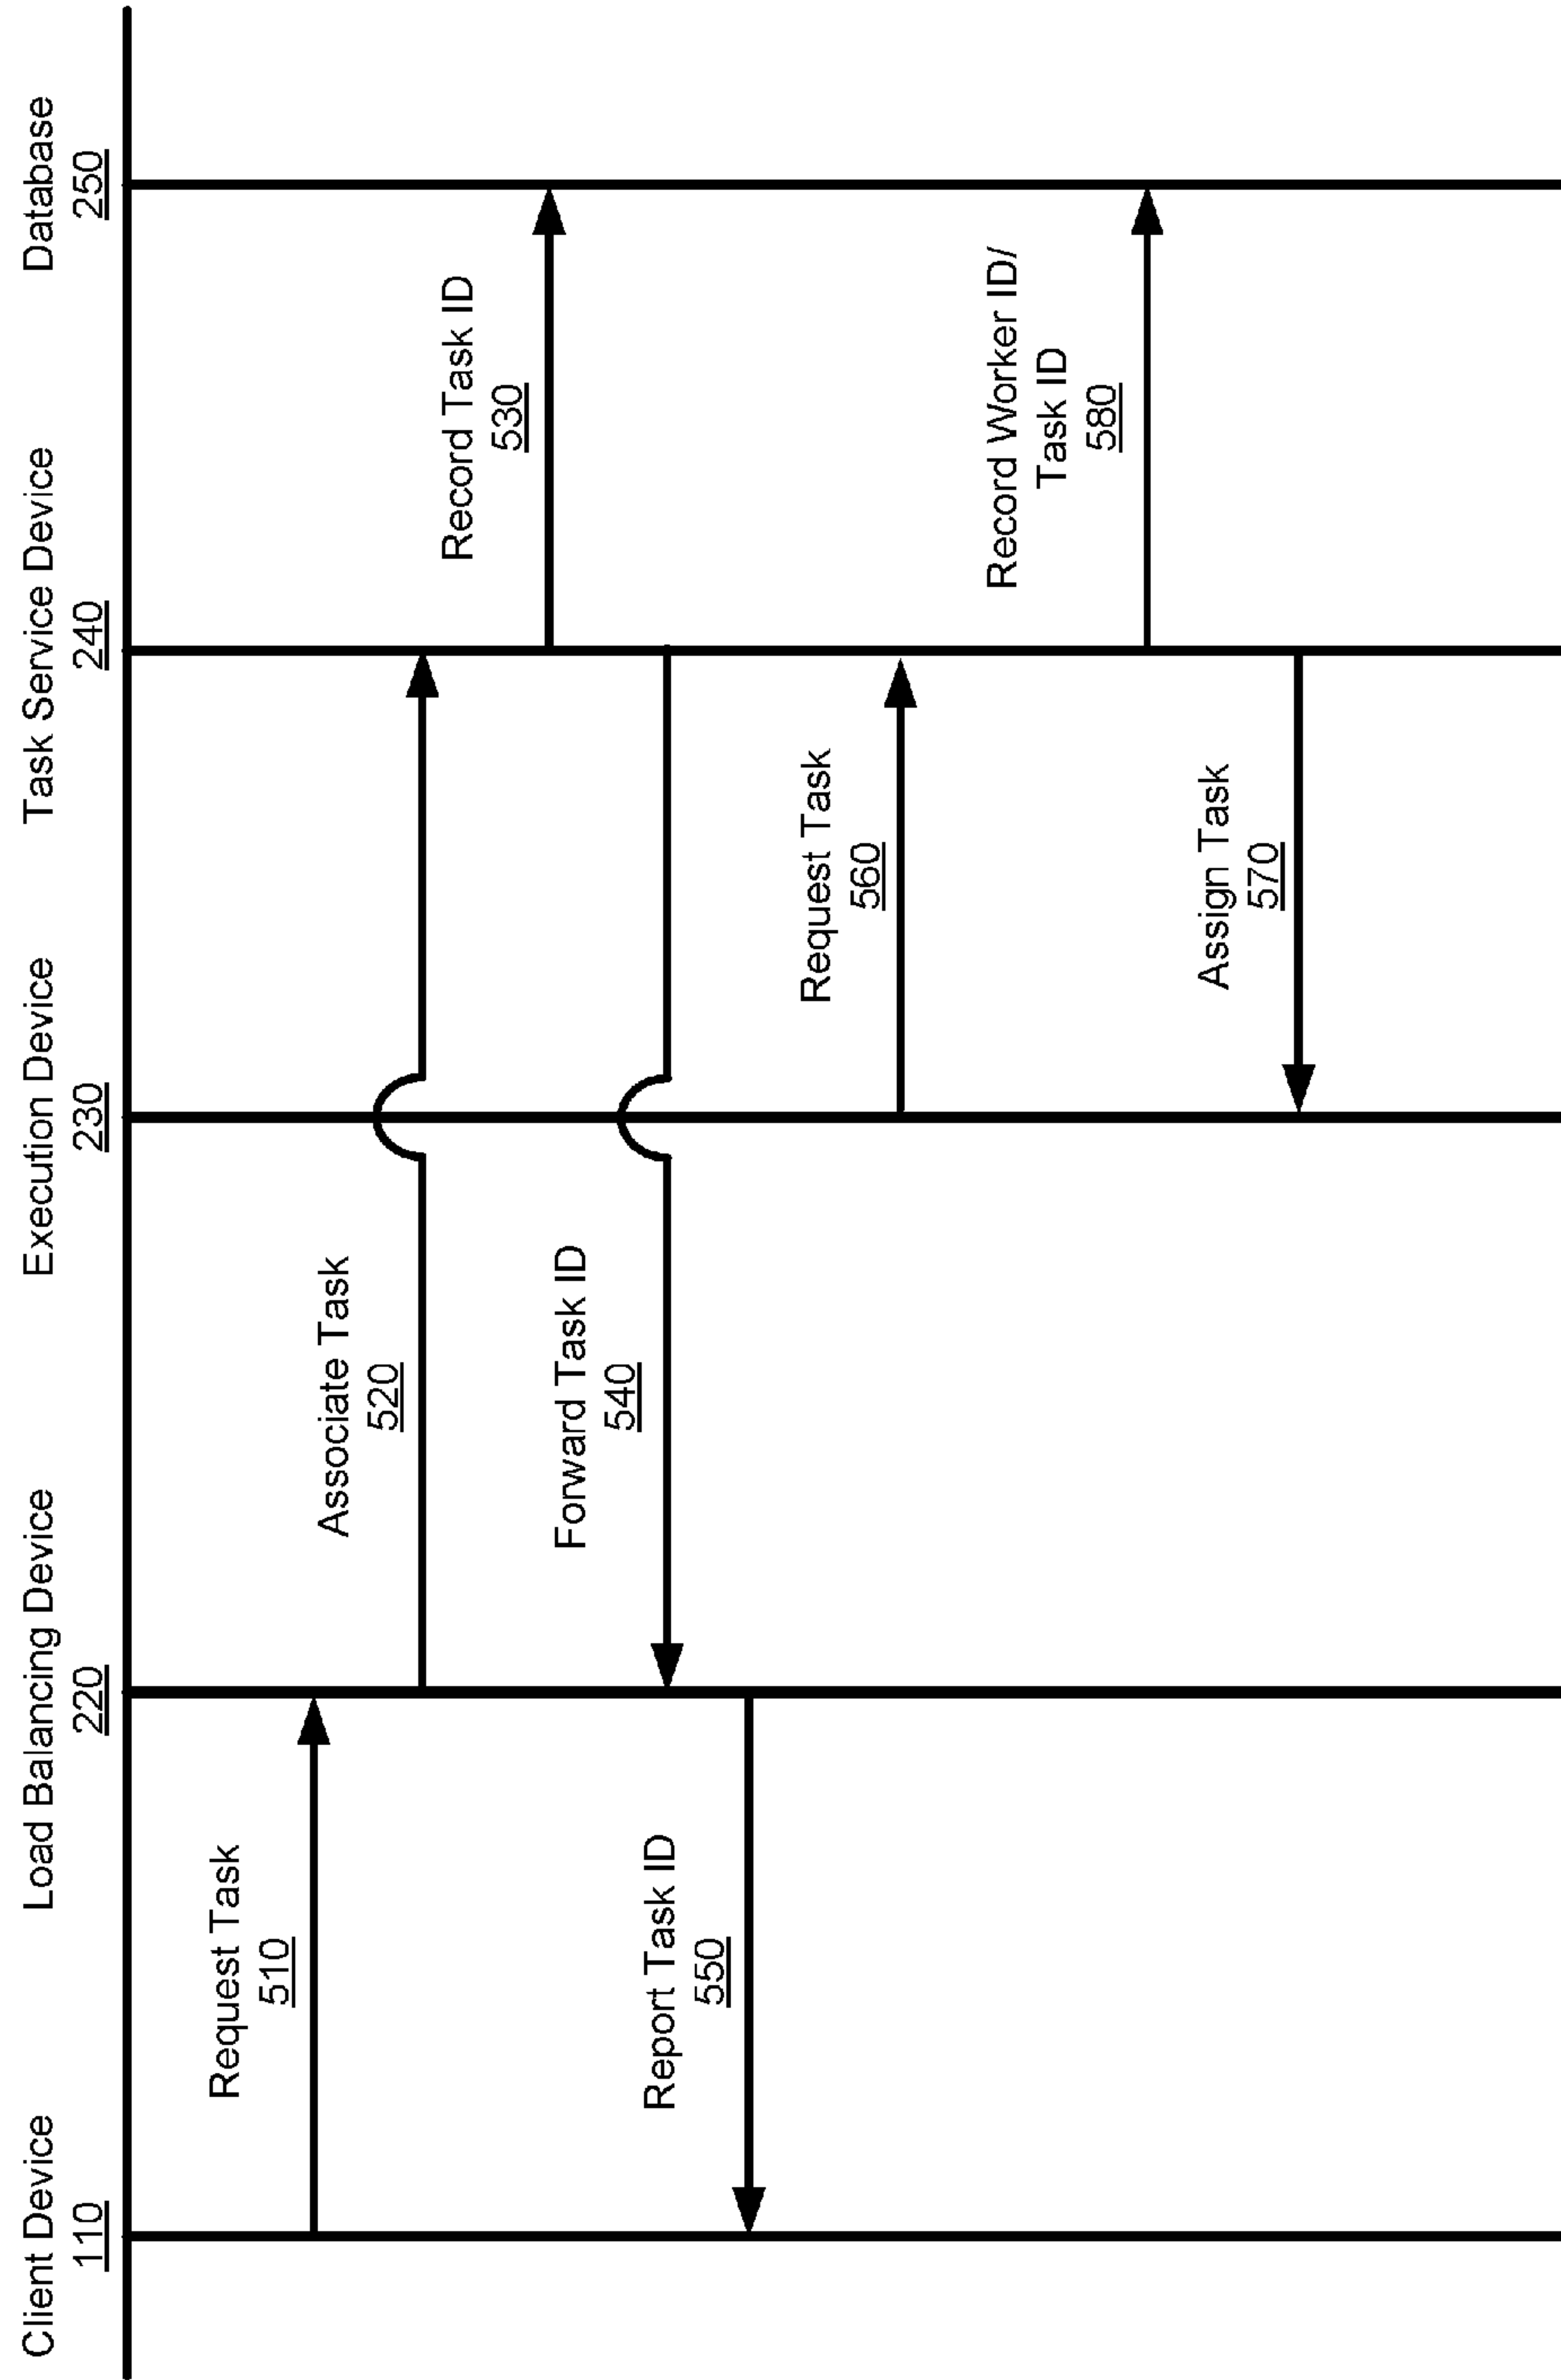 Client Device
110
Load Balancing Device
220
Execution Device
230
Task Service Device
240
Database
250
Request Task
510
Associate Task
520
Record Task ID
530
Forward Task ID
540
Report Task ID
550
Request Task
560
Record Worker ID/
Task ID
580
Assign Task
570